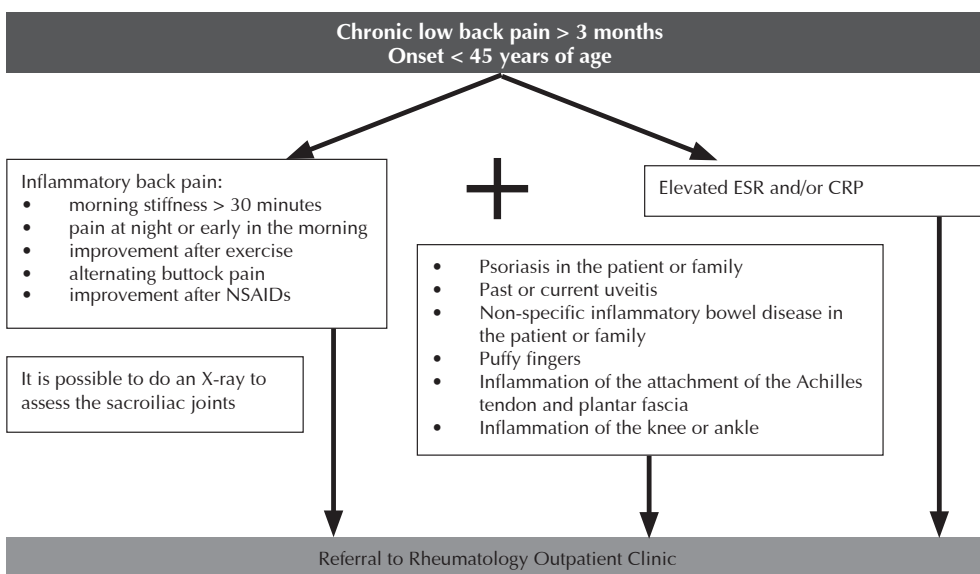 Chronic low back pain > 3 months
Onset < 45 years of age
Inflammatory back pain:
• morning stiffness > 30 minutes
• pain at night or early in the morning
• improvement after exercise
• alternating buttock pain
• improvement after NSAIDs
It is possible to do an X-ray to
assess the sacroiliac joints
+
Elevated ESR and/or CRP
• Psoriasis in the patient or family
• Past or current uveitis
• Non-specific inflammatory bowel disease in
the patient or family
• Puffy fingers
• Inflammation of the attachment of the Achilles
tendon and plantar fascia
• Inflammation of the knee or ankle
Referral to Rheumatology Outpatient Clinic